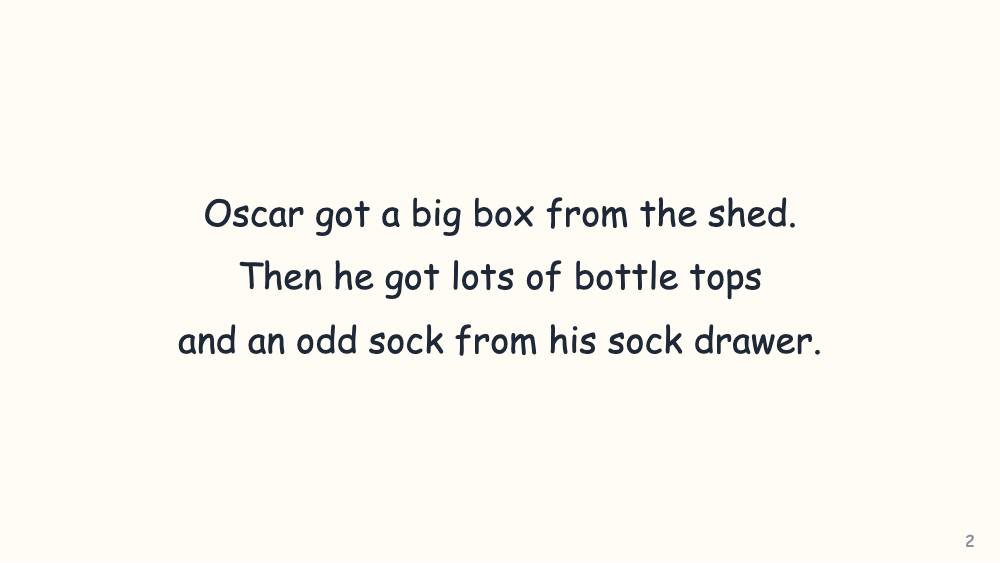 Oscar got a big box from the shed.
Then he got lots of bottle tops
and an odd sock from his sock drawer.
2